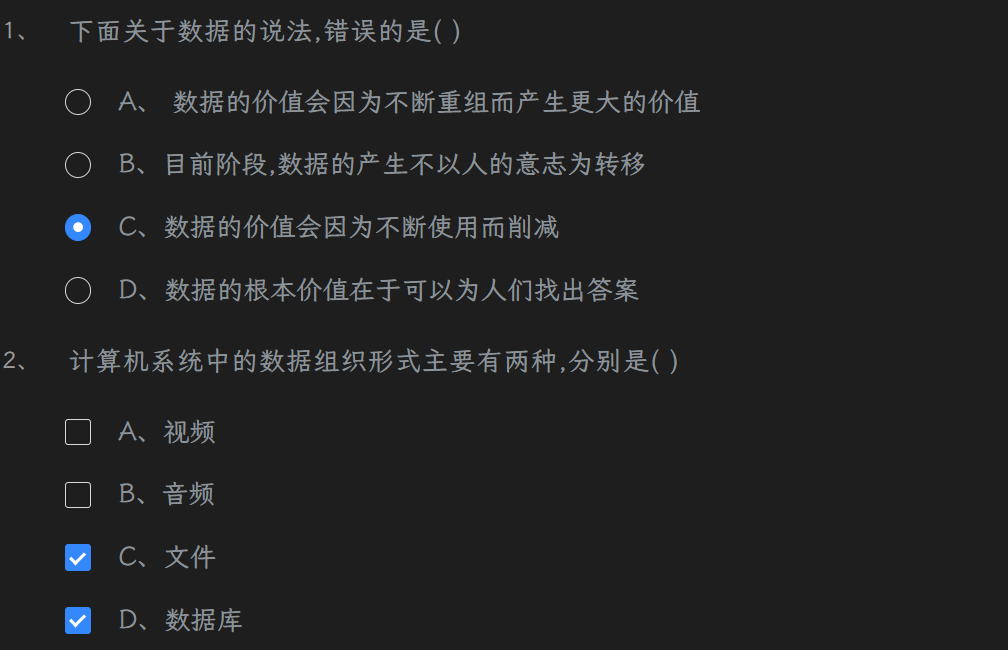 1、 下面关于数据的说法,错误的是( )
A、 数据的价值会因为不断重组而产生更大的价值
B、目前阶段,数据的产生不以人的意志为转移
C、数据的价值会因为不断使用而削减
D、数据的根本价值在于可以为人们找出答案
2、 计算机系统中的数据组织形式主要有两种,分别是( )
A、视频
B、音频
C、文件
D、数据库